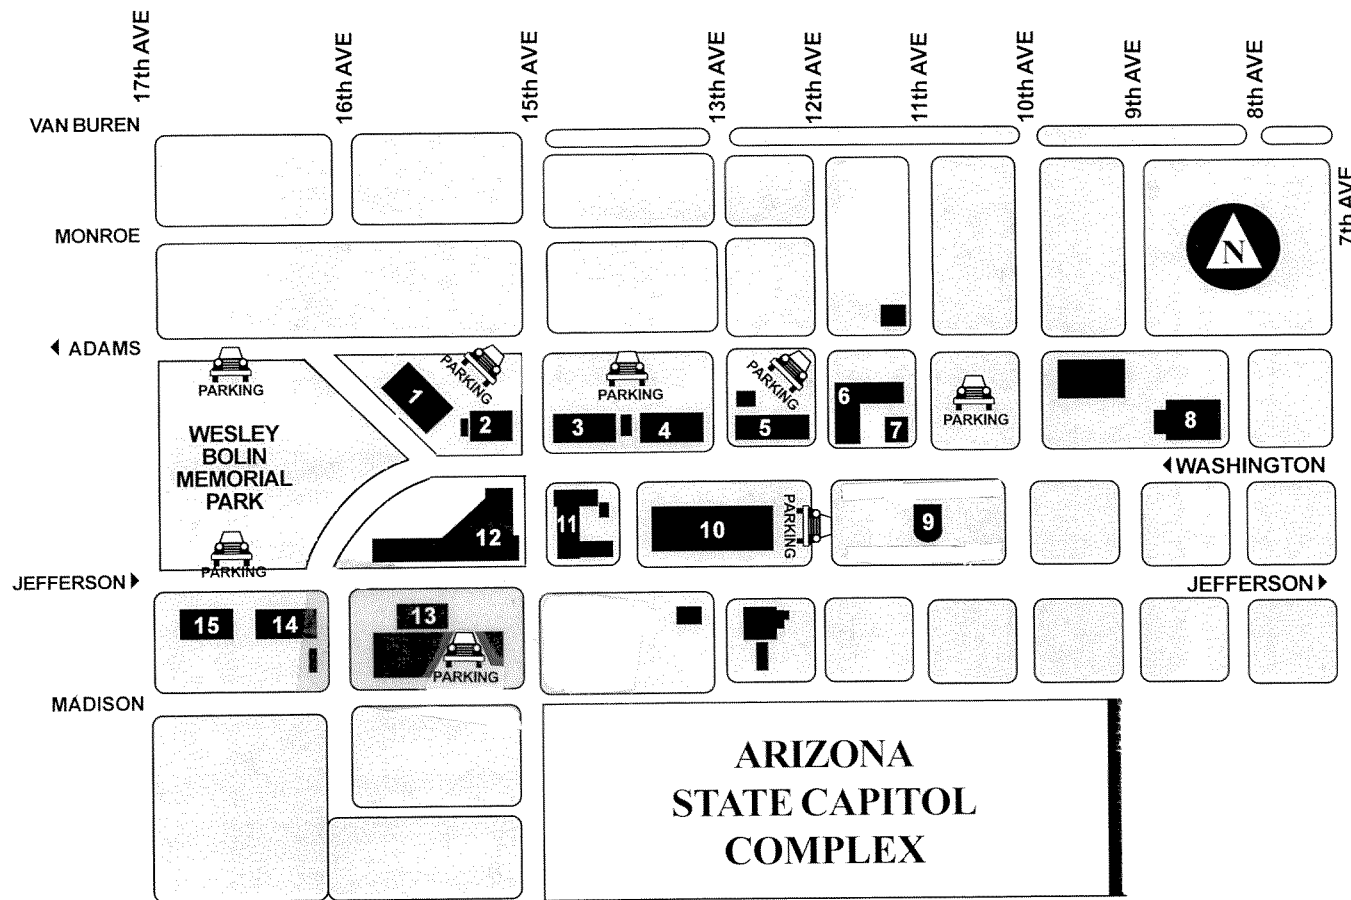 17th AVE
16th AVE
15th AVE
13th AVE
12th AVE
11th AVE
10th AVE
9th AVE
8th AVE
7th AVE
VAN BUREN
MONROE
N
◀ ADAMS
PARKING
PARKING
PARKING
PARKING
PARKING
1
2
3
4
5
6
7
8
WESLEY
BOLIN
MEMORIAL
PARK
◀WASHINGTON
PARKING
9
10
11
12
PARKING
JEFFERSON ▶
JEFFERSON ▶
13
14
15
PARKING
MADISON
ARIZONA
STATE CAPITOL
COMPLEX